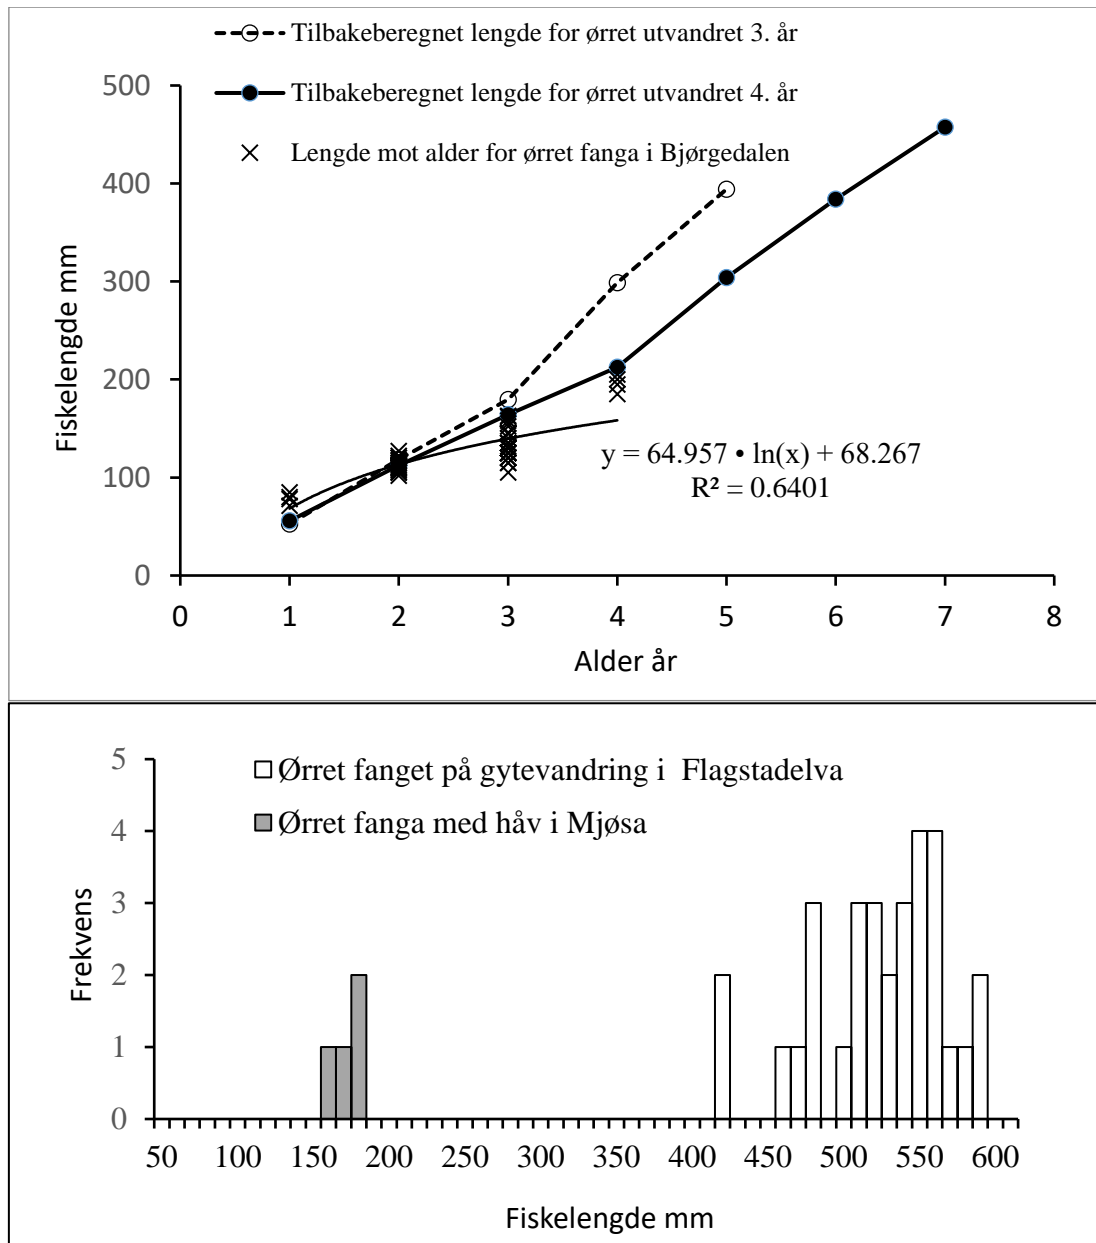 Tilbakeberegnet lengde for ørret utvandret 3. år
Tilbakeberegnet lengde for ørret utvandret 4. år
Lengde mot alder for ørret fanga i Bjørgedalen
500
400
300
200
100
0
Fiskelengde mm
y = 64.957 • ln(x) + 68.267
R² = 0.6401
0 1 2 3 4 5 6 7 8
Alder år
Ørret fanget på gytevandring i Flagstadelva
Ørret fanga med håv i Mjøsa
5
4
3
2
1
0
Frekvens
50 100 150 200 250 300 350 400 450 500 550 600
Fiskelengde mm